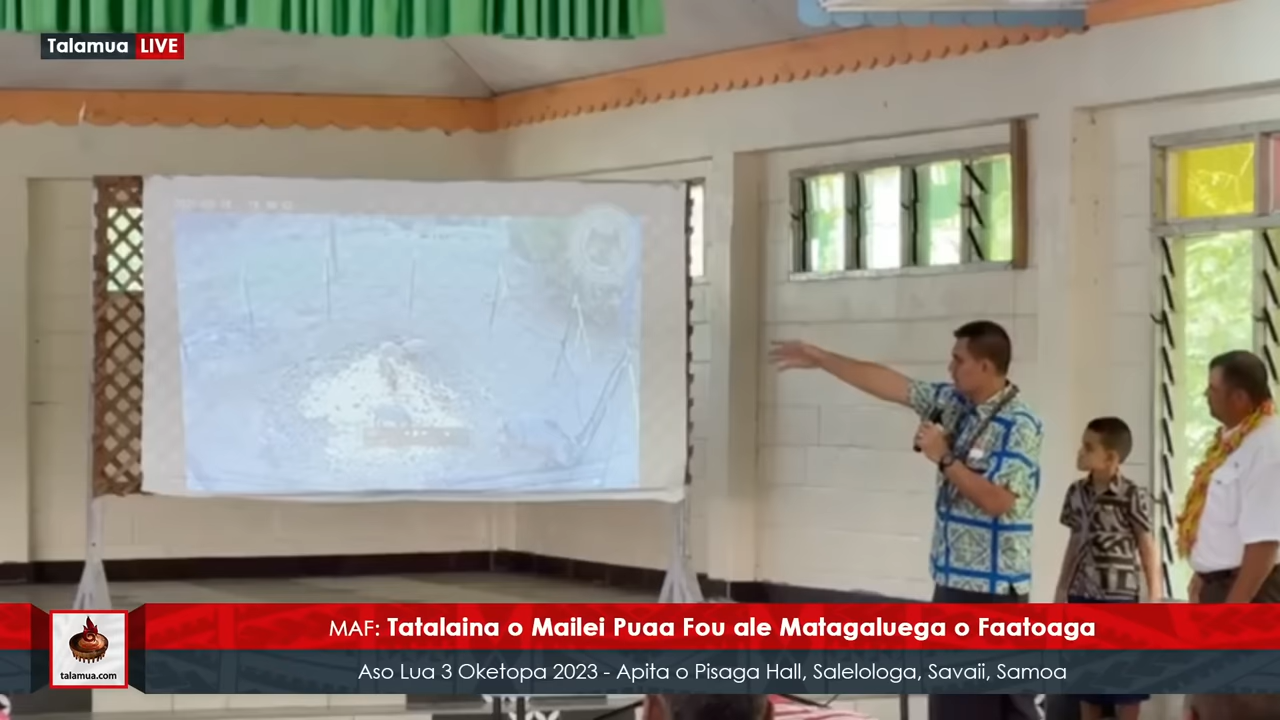 Talamua LIVE
MAF: Tatalaina o Mailei Puaa Fou ale Matagaluega o Faatoaga
talamua.com
Aso Lua 3 Oketopa 2023 - Apita o Pisaga Hall, Salelologa, Savaii, Samoa